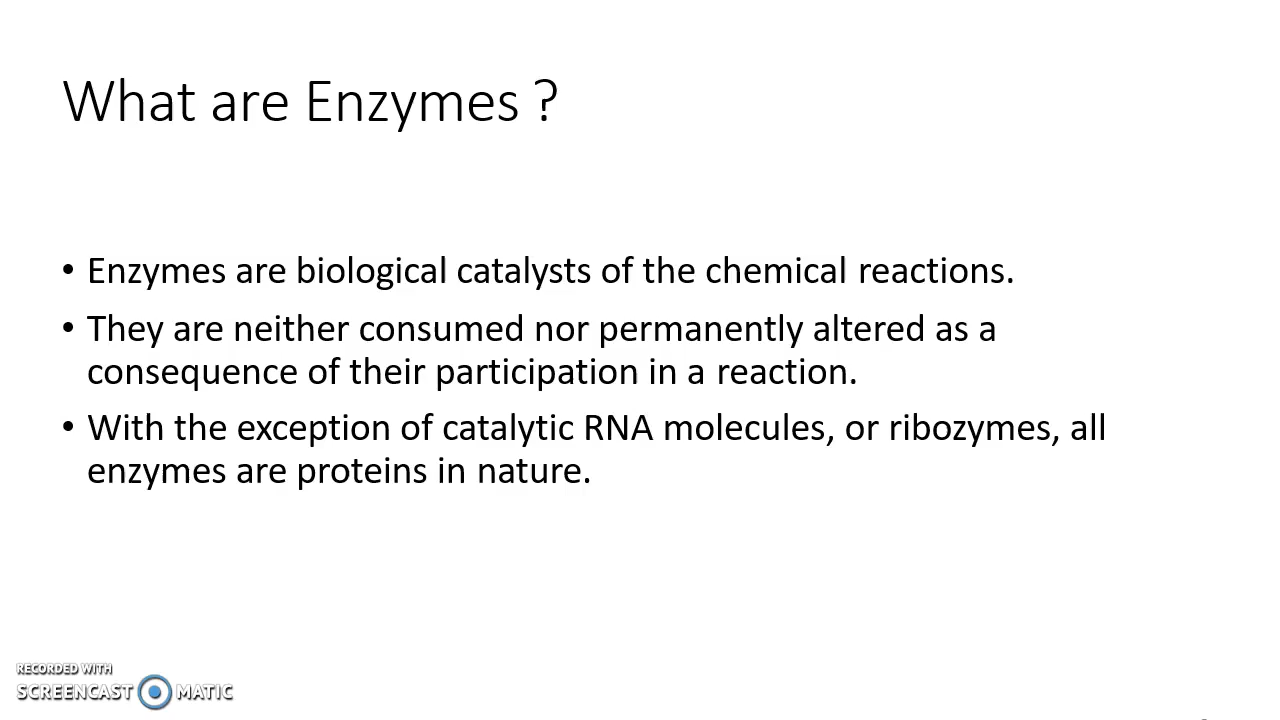 What are Enzymes ?
• Enzymes are biological catalysts of the chemical reactions.
• They are neither consumed nor permanently altered as a
consequence of their participation in a reaction.
• With the exception of catalytic RNA molecules, or ribozymes, all
enzymes are proteins in nature.
RECORDED WITH
SCREENCAST MATIC